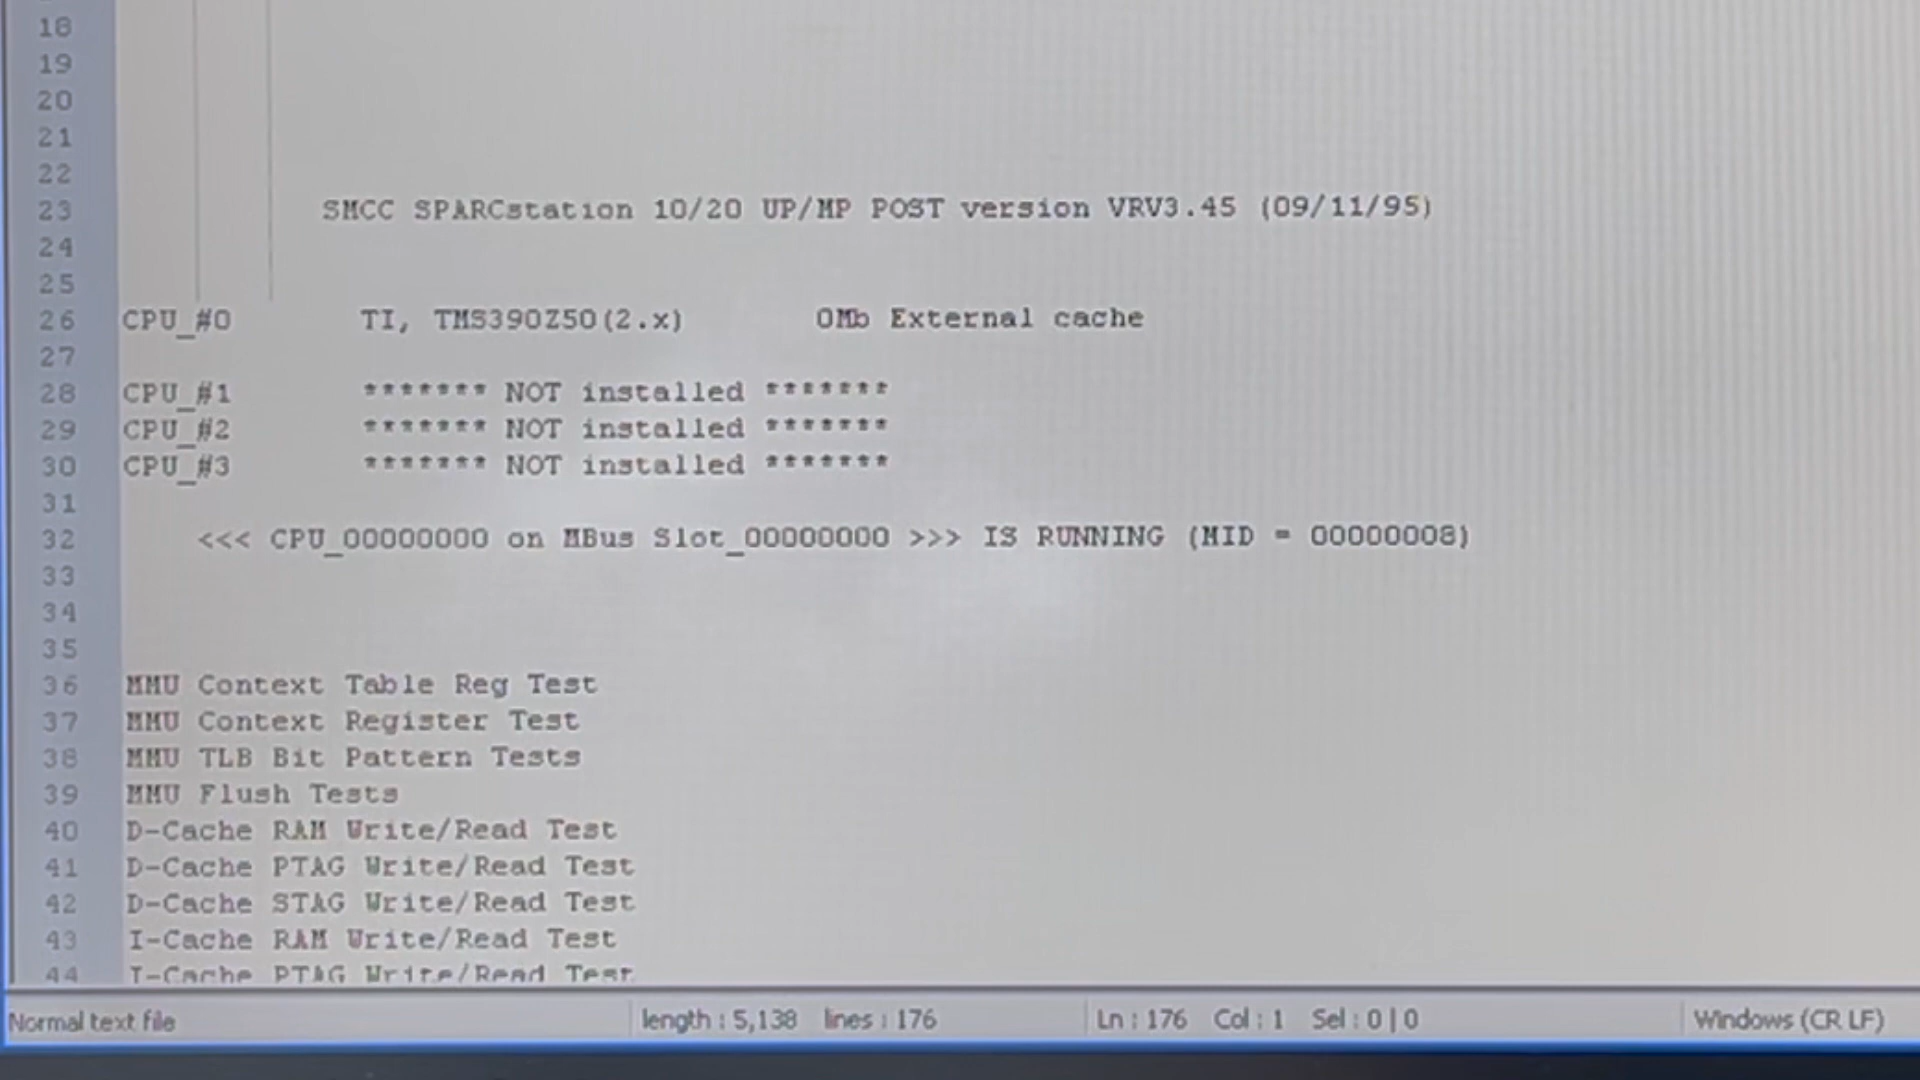 18
19
20
21
22
23 SMCC SPARCstation 10/20 UP/MP POST version VRV3.45 (09/11/95)
24
25
26 CPU_#0 TI, TMS390Z50(2.x) 0Mb External cache
27
28 CPU_#1 ******* NOT installed *******
29 CPU_#2 ******* NOT installed *******
30 CPU_#3 ******* NOT installed *******
31
32 <<< CPU_00000000 on MBus Slot_00000000 >>> IS RUNNING (MID = 00000008)
33
34
35
36 MMU Context Table Reg Test
37 MMU Context Register Test
38 MMU TLB Bit Pattern Tests
39 MMU Flush Tests
40 D-Cache RAM Write/Read Test
41 D-Cache PTAG Write/Read Test
42 D-Cache STAG Write/Read Test
43 I-Cache RAM Write/Read Test
44 I-Cache PTAG Write/Read Test
Normal text file length : 5,138 lines : 176 Ln : 176 Col : 1 Sel : 0 | 0 Windows (CR LF)